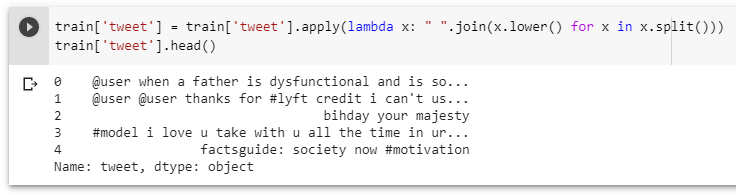 train['tweet'] = train['tweet'].apply(lambda x: " ".join(x.lower() for x in x.split()))
train['tweet'].head()
0    @user when a father is dysfunctional and is so...
1    @user @user thanks for #lyft credit i can't us...
2                                  bihday your majesty
3    #model i love u take with u all the time in ur...
4                  factsguide: society now #motivation
Name: tweet, dtype: object